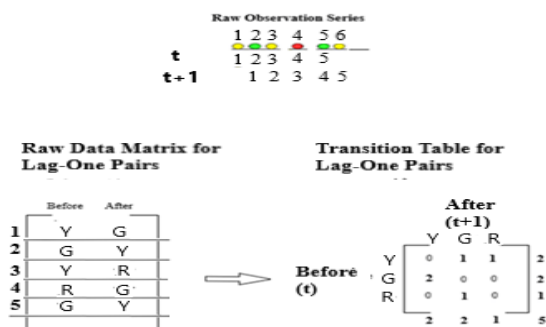 Raw Observation Series
1 2 3 4 5 6
t 1 2 3 4 5
t+1 1 2 3 4 5
Raw Data Matrix for
Lag-One Pairs
Before After
1 Y G
2 G Y
3 Y R
4 R G
5 G Y
Transition Table for
Lag-One Pairs
After
(t+1)
Y G R
Y 0 1 1 2
Before G 2 0 0 2
(t) R 0 1 0 1
2 2 1 5